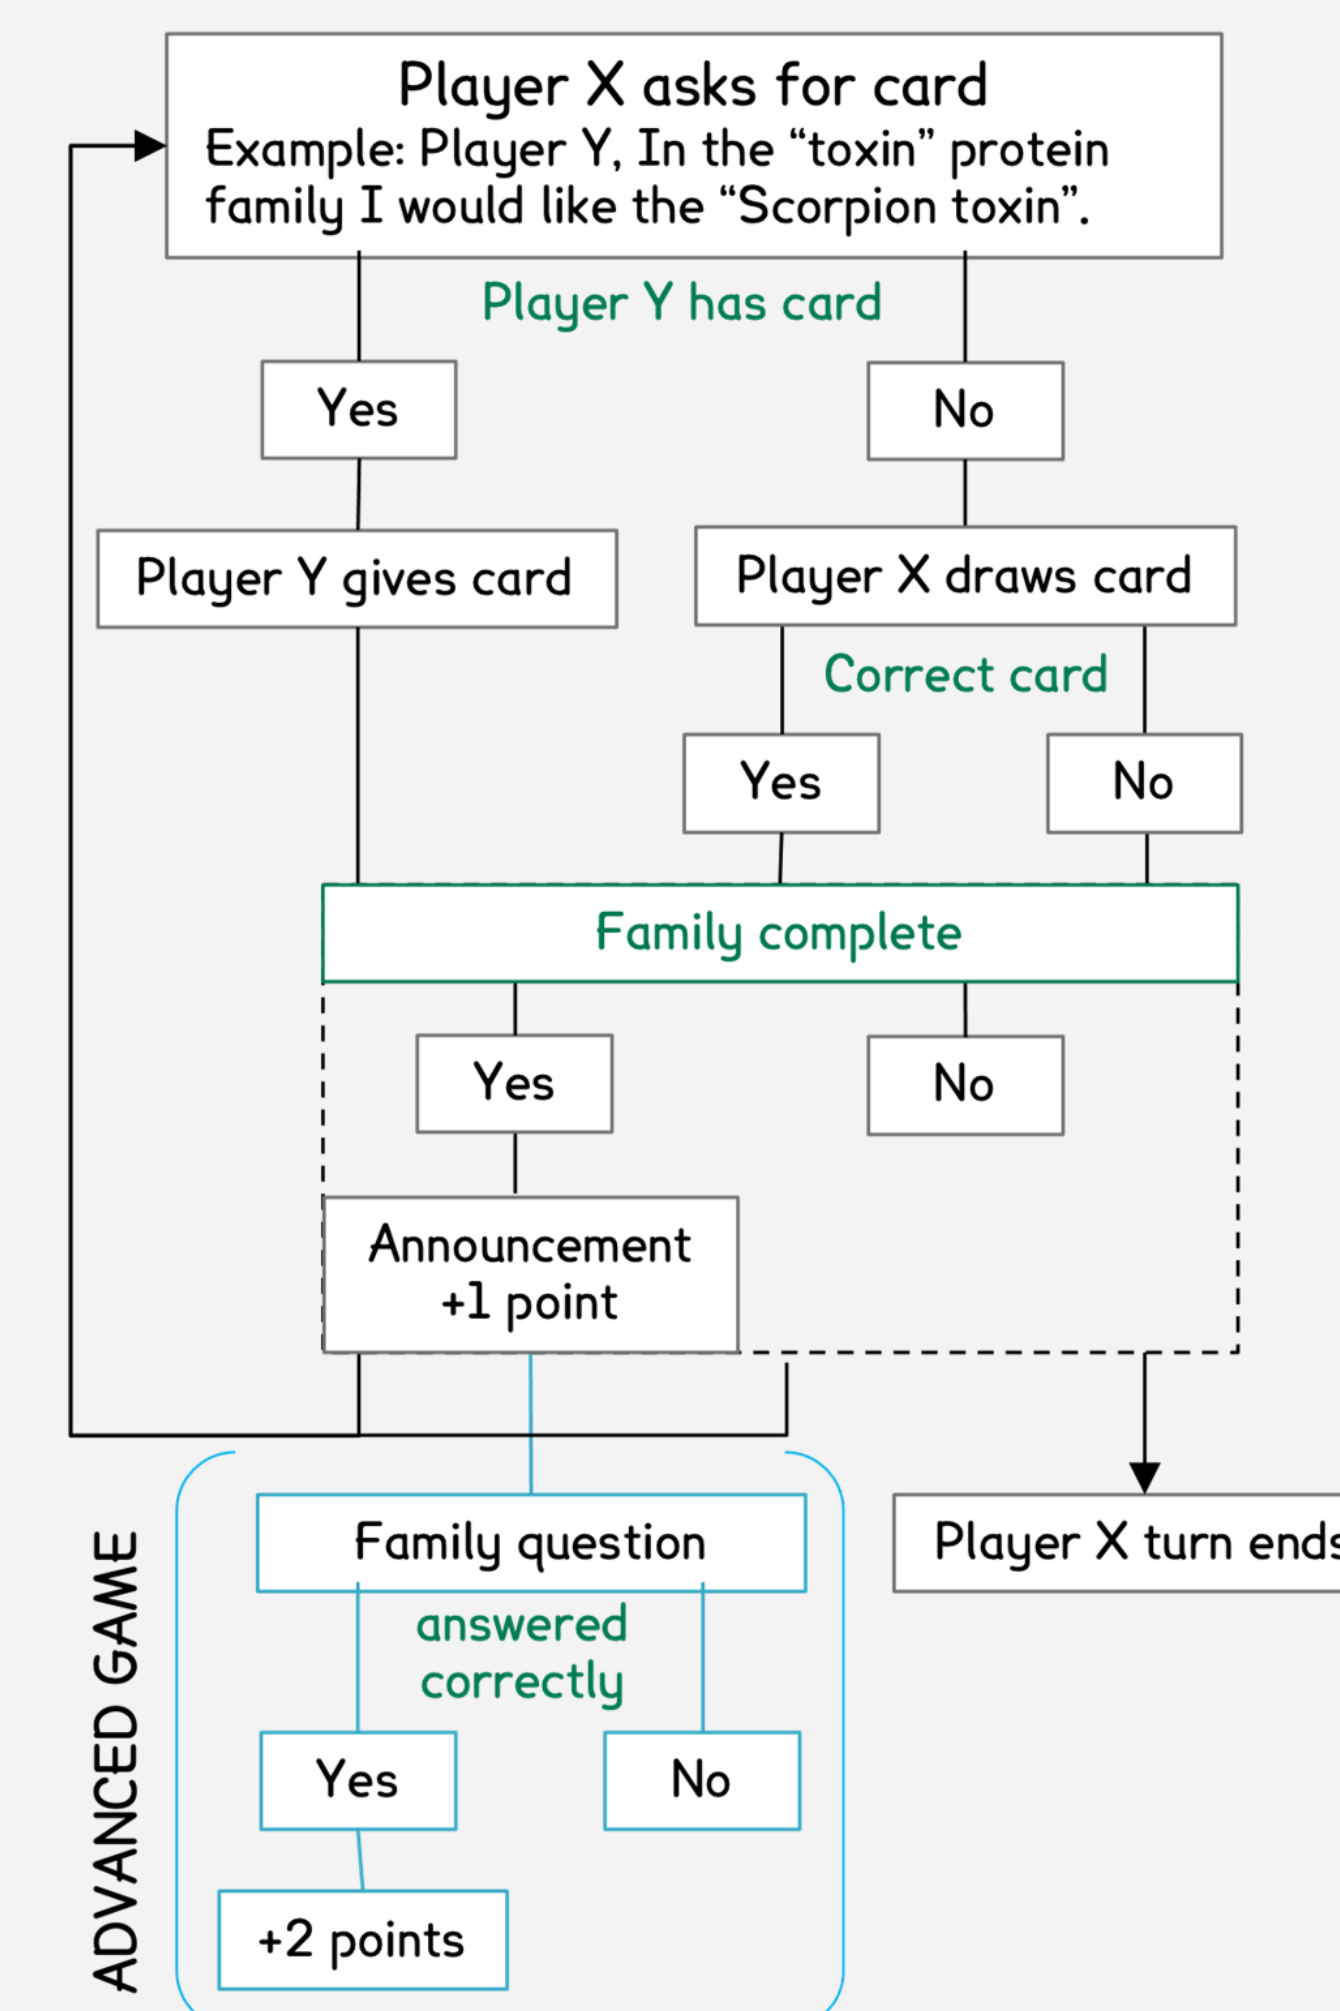 Player X asks for card
Example: Player Y, In the “toxin” protein
family I would like the “Scorpion toxin”.
Player Y has card
Yes
No
Player Y gives card
Player X draws card
Correct card
Yes
No
Family complete
Yes
No
Announcement
+1 point
Family question
Player X turn ends
answered
correctly
Yes
No
+2 points
ADVANCED GAME